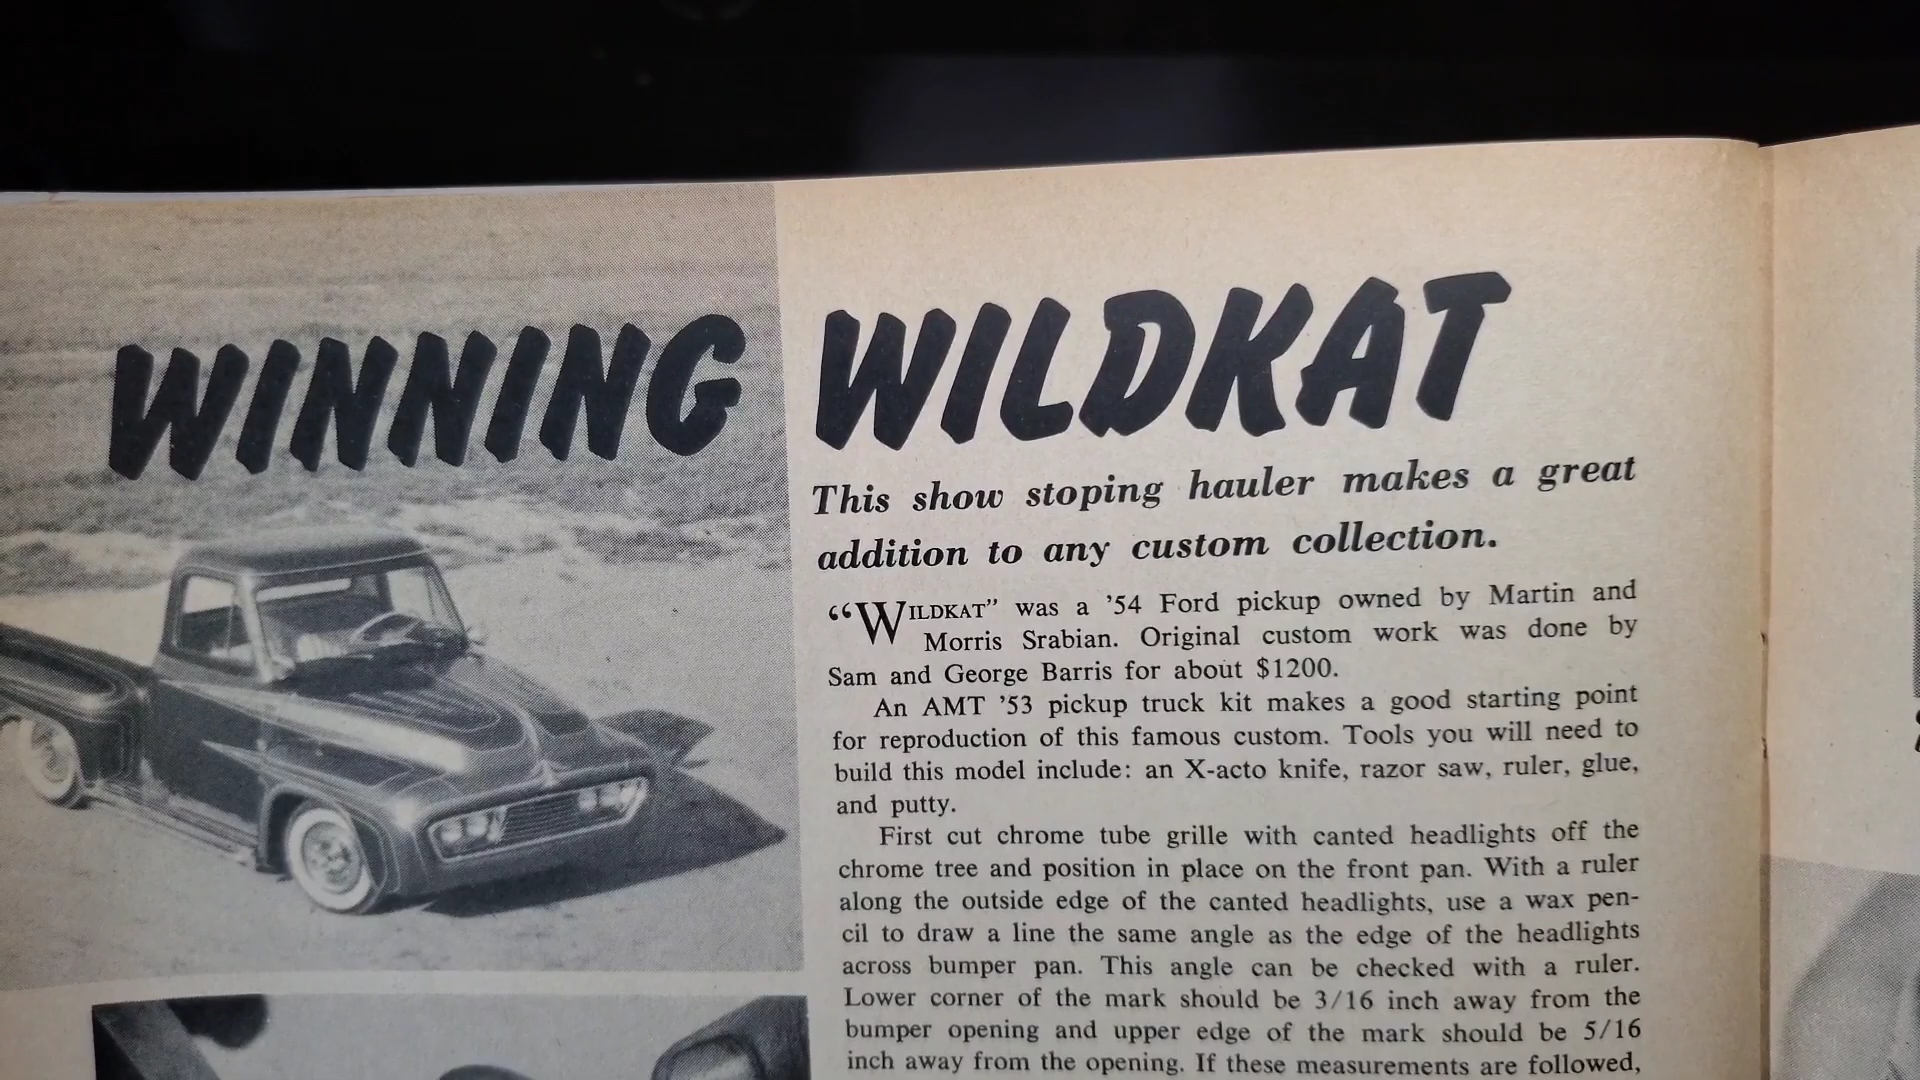 WINNING WILDKAT
This show stoping hauler makes a great
addition to any custom collection.
“WILDKAT” was a ’54 Ford pickup owned by Martin and
Morris Srabian. Original custom work was done by
Sam and George Barris for about $1200.
An AMT ’53 pickup truck kit makes a good starting point
for reproduction of this famous custom. Tools you will need to
build this model include: an X-acto knife, razor saw, ruler, glue,
and putty.
First cut chrome tube grille with canted headlights off the
chrome tree and position in place on the front pan. With a ruler
along the outside edge of the canted headlights, use a wax pen-
cil to draw a line the same angle as the edge of the headlights
across bumper pan. This angle can be checked with a ruler.
Lower corner of the mark should be 3/16 inch away from the
bumper opening and upper edge of the mark should be 5/16
inch away from the opening. If these measurements are followed,